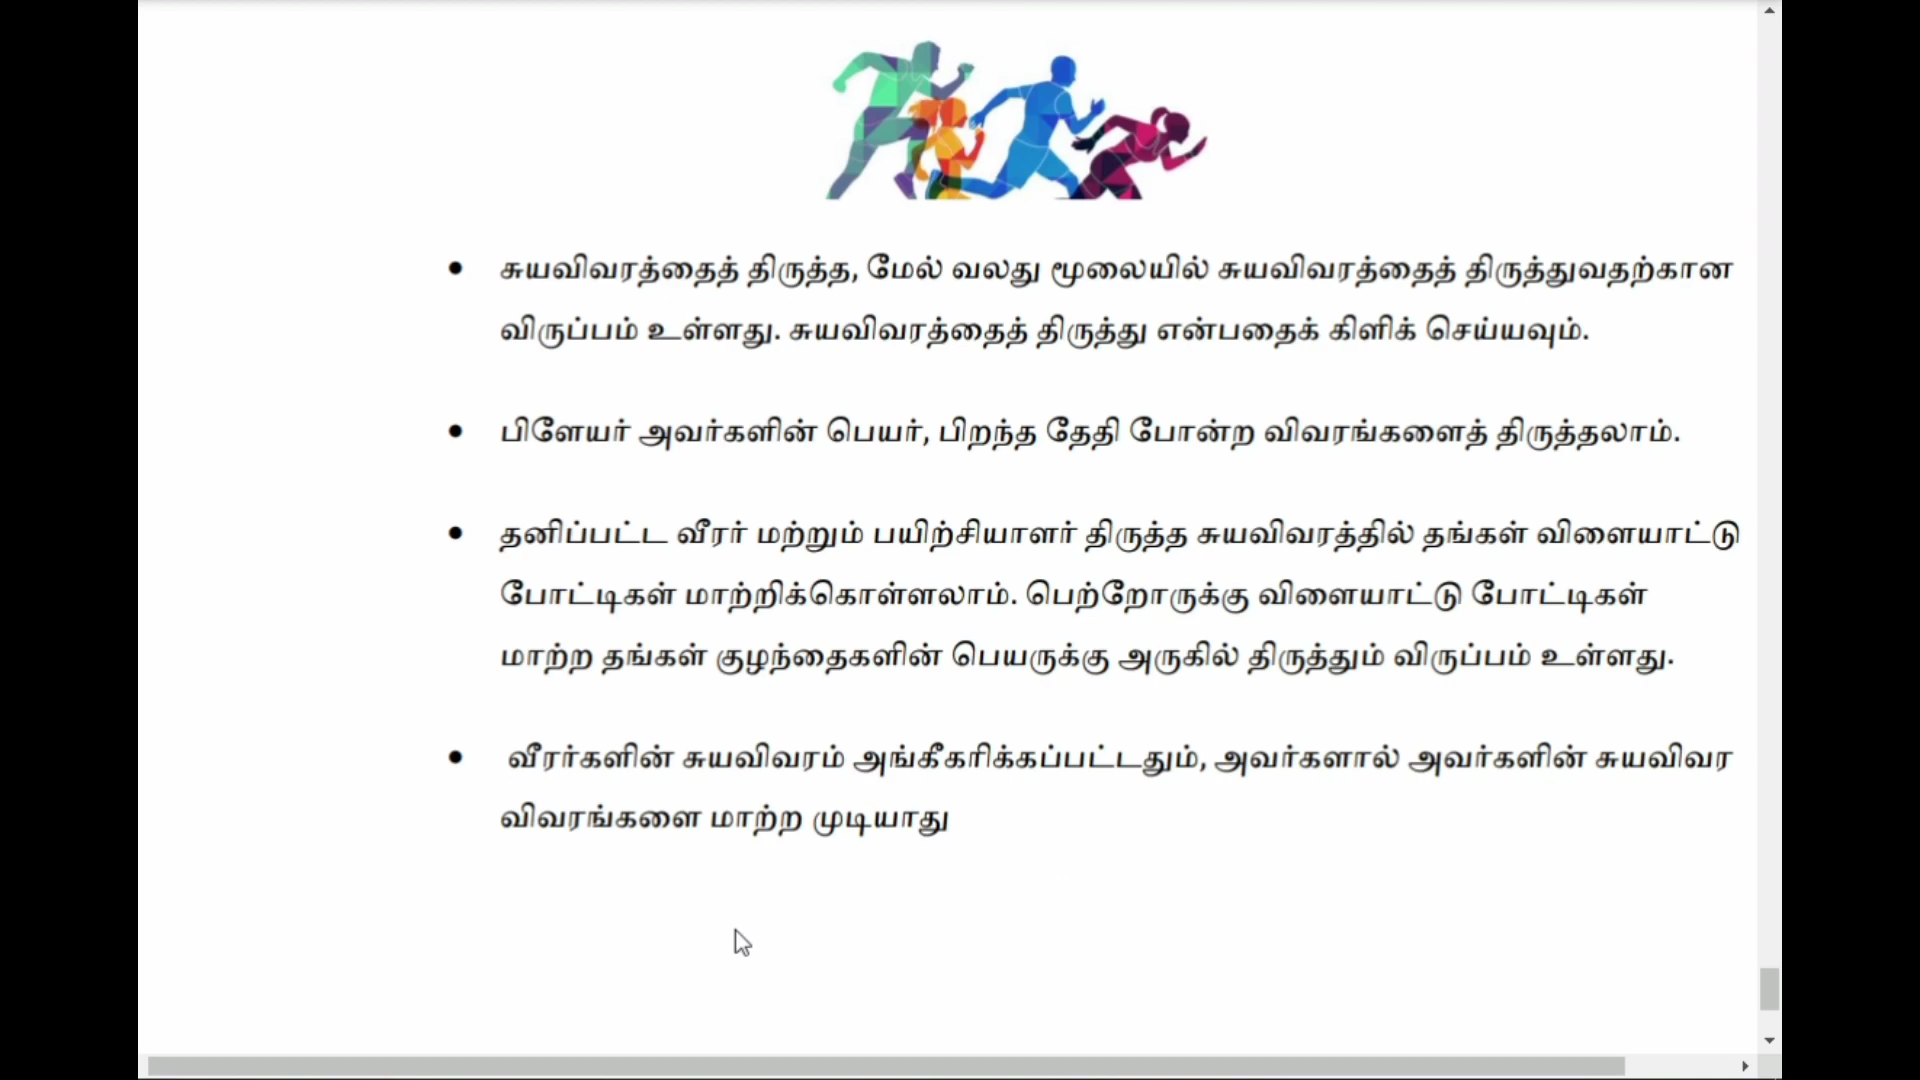 சுயவிவரத்தைத் திருத்த, மேல் வலது மூலையில் சுயவிவரத்தைத் திருத்துவதற்கான
விருப்பம் உள்ளது. சுயவிவரத்தைத் திருத்து என்பதைக் கிளிக் செய்யவும்.
பிளேயர் அவர்களின் பெயர், பிறந்த தேதி போன்ற விவரங்களைத் திருத்தலாம்.
தனிப்பட்ட வீரர் மற்றும் பயிற்சியாளர் திருத்த சுயவிவரத்தில் தங்கள் விளையாட்டு
போட்டிகள் மாற்றிக்கொள்ளலாம். பெற்றோருக்கு விளையாட்டு போட்டிகள்
மாற்ற தங்கள் குழந்தைகளின் பெயருக்கு அருகில் திருத்தும் விருப்பம் உள்ளது.
வீரர்களின் சுயவிவரம் அங்கீகரிக்கப்பட்டதும், அவர்களால் அவர்களின் சுயவிவர
விவரங்களை மாற்ற முடியாது